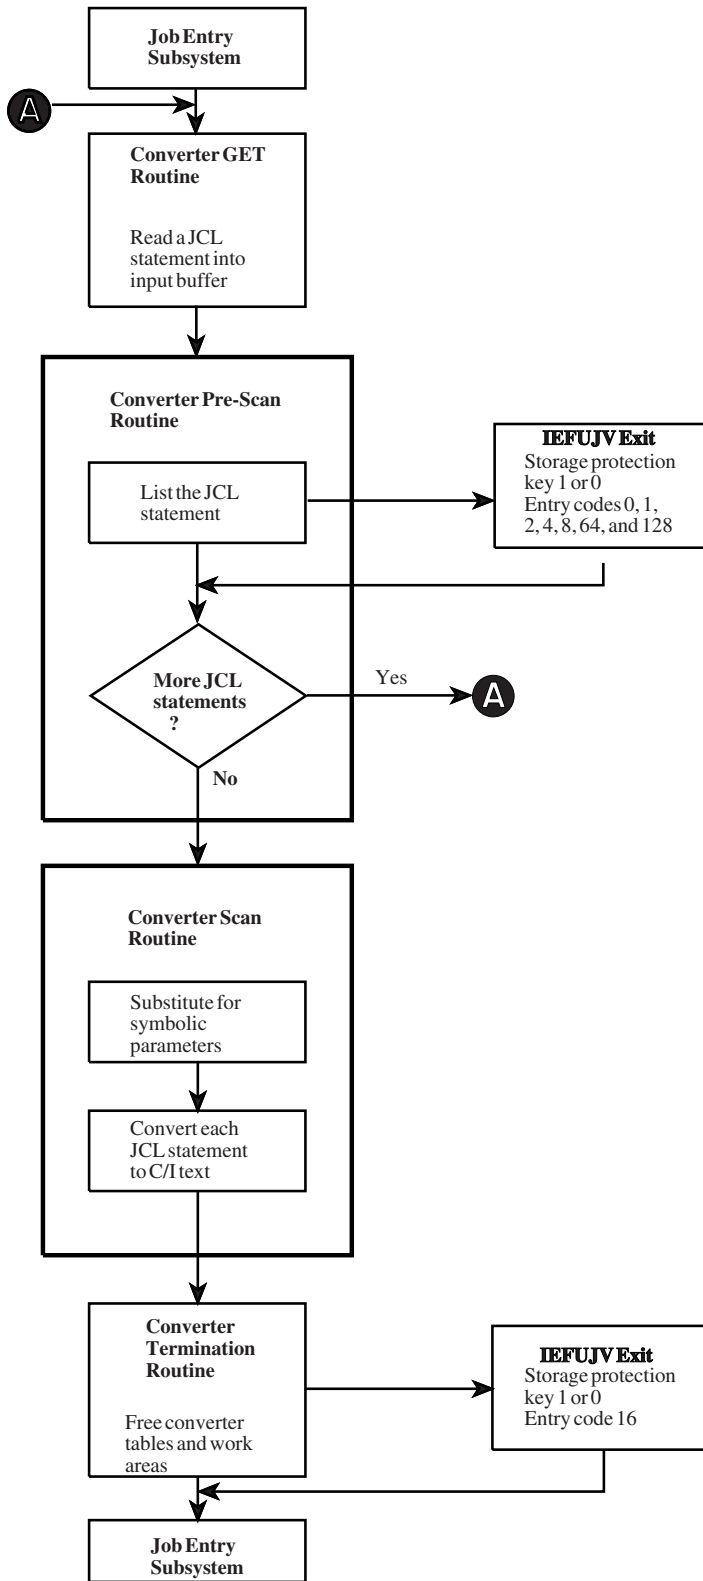 Job Entry
Subsystem
A
Converter GET
Routine
Read a JCL
statement into
input buffer
Converter Pre-Scan
Routine
List the JCL
statement
IEFUJV Exit
Storage protection
key 1 or 0
Entry codes 0, 1,
2, 4, 8, 64, and 128
More JCL
statements
?
Yes
A
No
Converter Scan
Routine
Substitute for
symbolic
parameters
Convert each
JCL statement
to C/I text
Converter
Termination
Routine
Free converter
tables and work
areas
IEFUJV Exit
Storage protection
key 1 or 0
Entry code 16
Job Entry
Subsystem